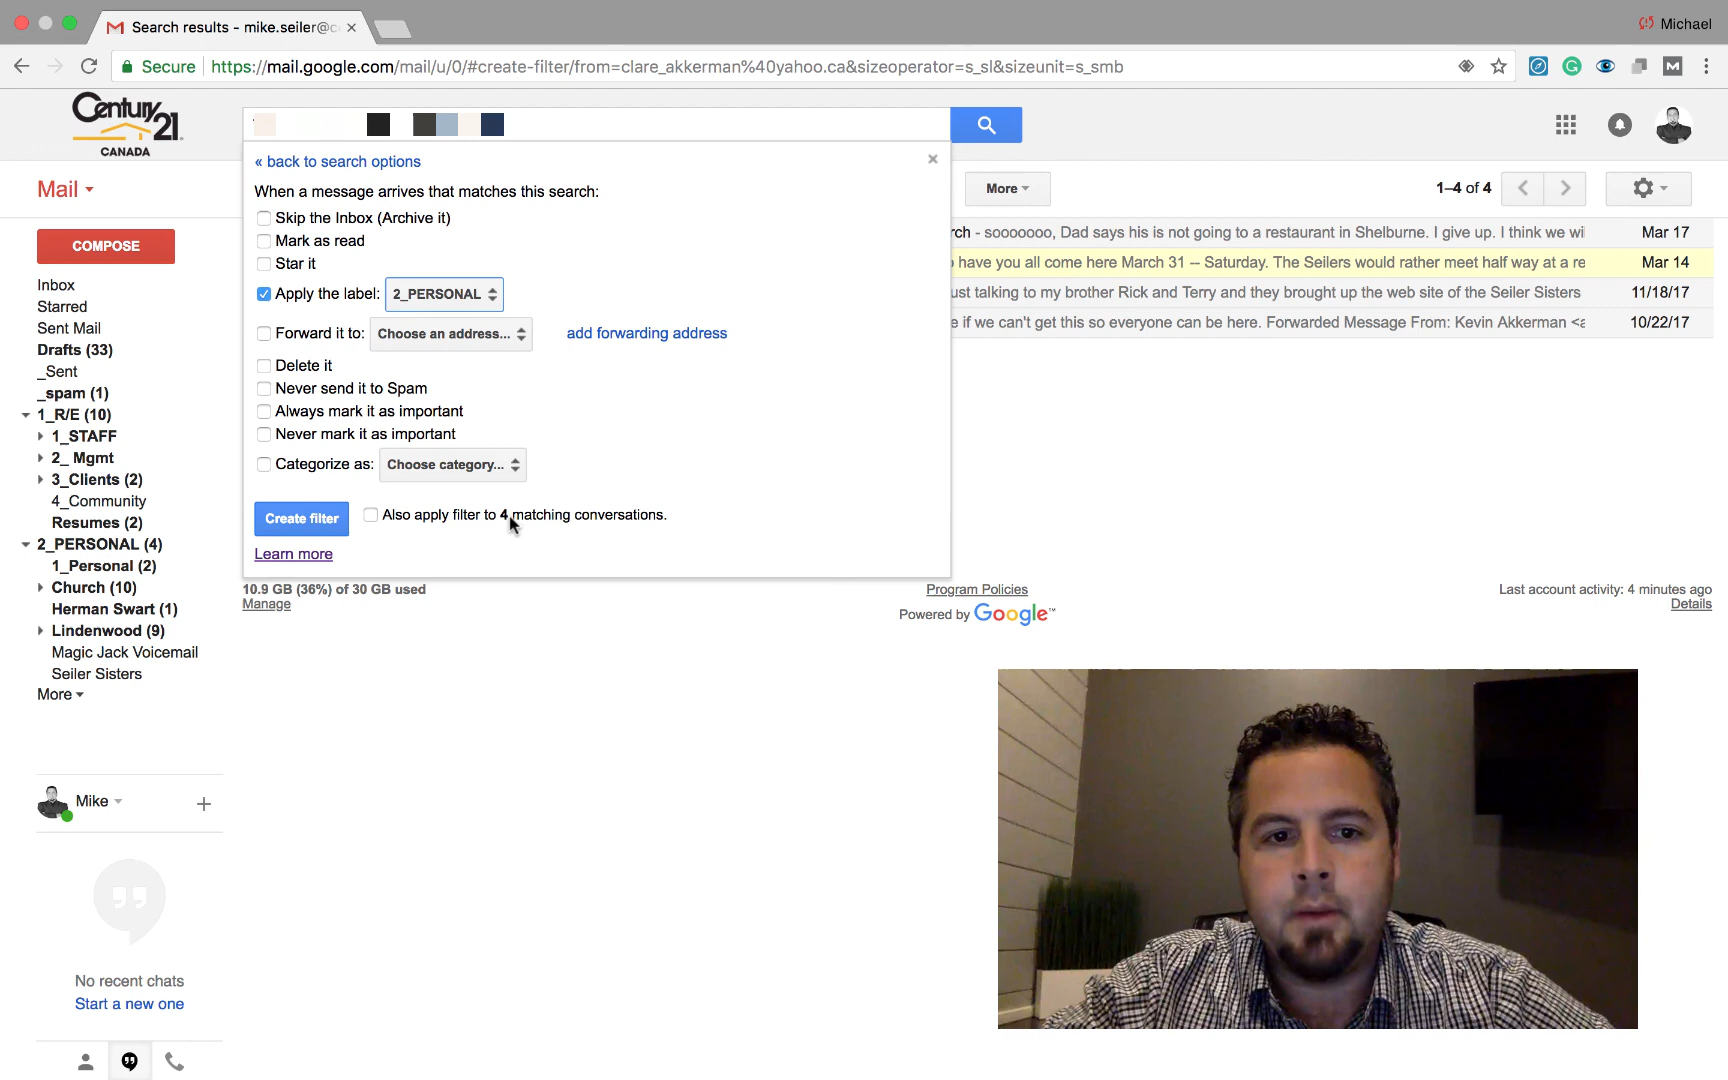 Search results - mike.seiler@c
Michael
Secure
https://mail.google.com/mail/u/0/#create-filter/from=clare_akkerman%40yahoo.ca&sizeoperator=s_sl&sizeunit=s_smb
Century 21
CANADA
« back to search options
When a message arrives that matches this search:
Skip the Inbox (Archive it)
Mark as read
Star it
Apply the label: 2_PERSONAL
Forward it to: Choose an address... add forwarding address
Delete it
Never send it to Spam
Always mark it as important
Never mark it as important
Categorize as: Choose category...
Create filter
Also apply filter to 4 matching conversations.
Learn more
Mail
COMPOSE
Inbox
Starred
Sent Mail
Drafts (33)
_Sent
_spam (1)
1_R/E (10)
1_STAFF
2_ Mgmt
3_Clients (2)
4_Community
Resumes (2)
2_PERSONAL (4)
1_Personal (2)
Church (10)
Herman Swart (1)
Lindenwood (9)
Magic Jack Voicemail
Seiler Sisters
More
More
1–4 of 4
rch - sooooooo, Dad says his is not going to a restaurant in Shelburne. I give up. I think we wi Mar 17
have you all come here March 31 -- Saturday. The Seilers would rather meet half way at a re Mar 14
ust talking to my brother Rick and Terry and they brought up the web site of the Seiler Sisters 11/18/17
e if we can't get this so everyone can be here. Forwarded Message From: Kevin Akkerman <a 10/22/17
10.9 GB (36%) of 30 GB used
Manage
Program Policies
Powered by Google™
Last account activity: 4 minutes ago
Details
Mike
No recent chats
Start a new one